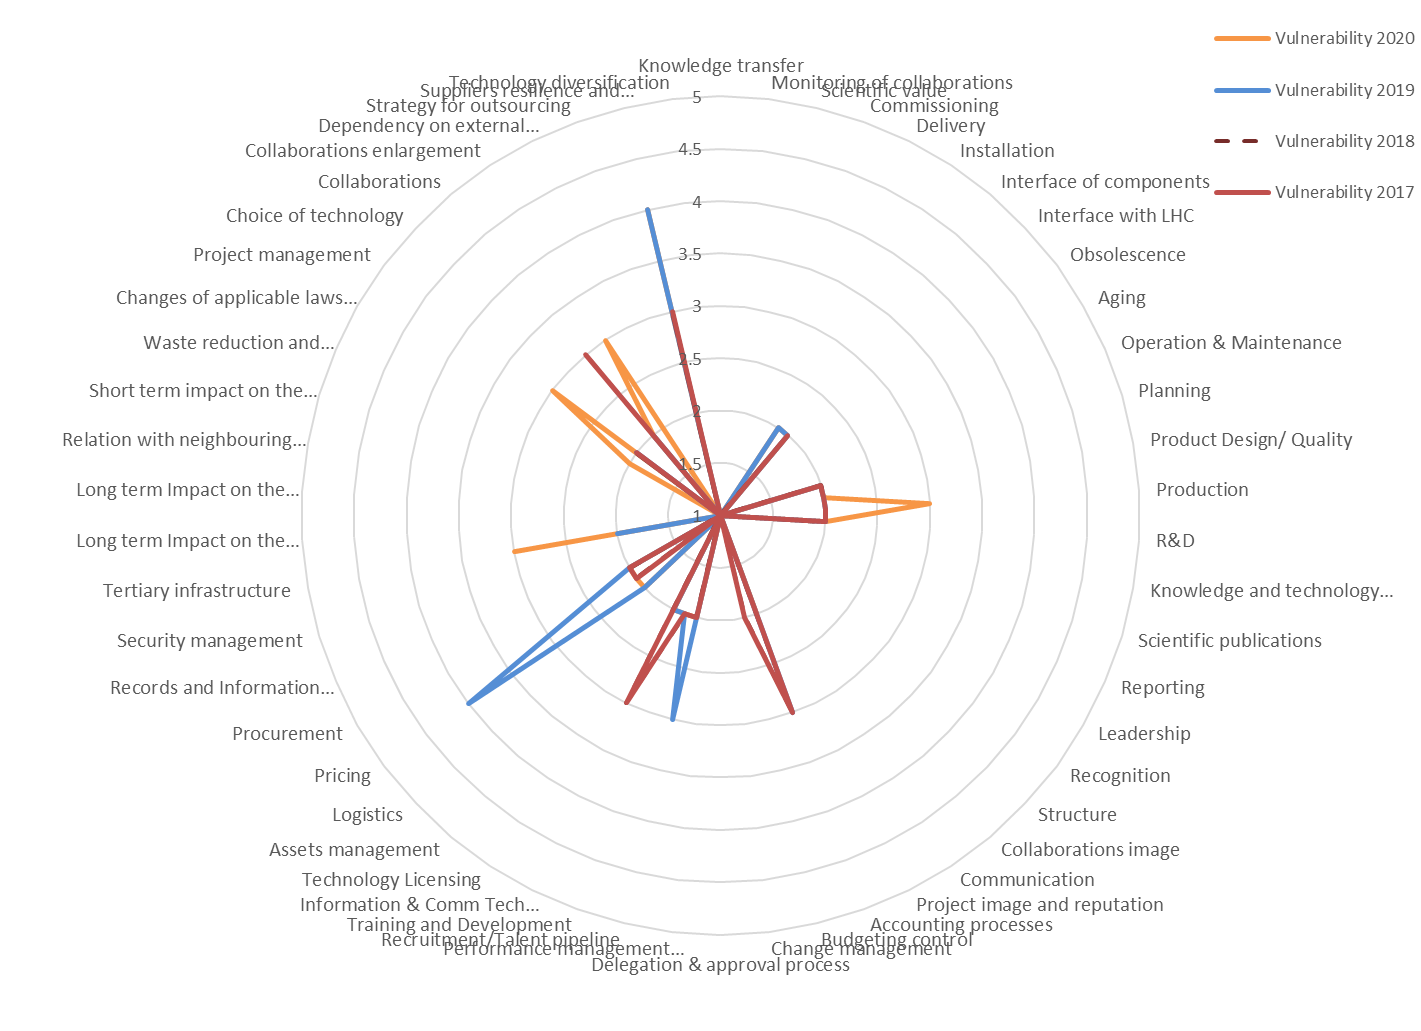 Vulnerability 2020
Vulnerability 2019
Vulnerability 2018
Vulnerability 2017
Knowledge transfer
Monitoring of collaborations
Scientific value
Commissioning
Delivery
Installation
Interface of components
Interface with LHC
Obsolescence
Aging
Operation & Maintenance
Planning
Product Design/ Quality
Production
R&D
Knowledge and technology...
Scientific publications
Reporting
Leadership
Recognition
Structure
Collaborations image
Communication
Project image and reputation
Accounting processes
Budgeting control
Change management
Delegation & approval process
Performance management...
Recruitment/Talent pipeline
Training and Development
Information & Comm Tech...
Technology Licensing
Assets management
Logistics
Pricing
Procurement
Records and Information...
Security management
Tertiary infrastructure
Long term Impact on the...
Long term Impact on the...
Relation with neighbouring...
Short term impact on the...
Waste reduction and...
Changes of applicable laws...
Project management
Choice of technology
Collaborations
Collaborations enlargement
Dependency on external...
Strategy for outsourcing
Suppliers resilience and...
Technology diversification
5
4.5
4
3.5
3
2.5
2
1.5
1